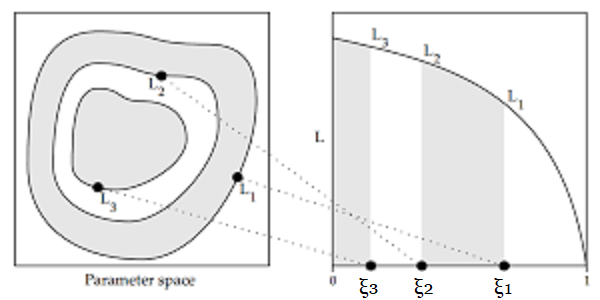 L₂
L₁
L₃
Parameter space
L₃
L₂
L₁
L
0
1
ξ3
ξ2
ξ1